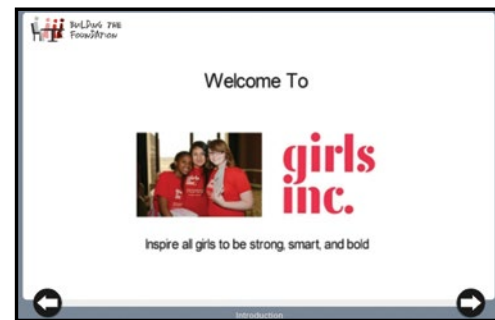 BuiLDiNG THE
FounDATion
Welcome To
girls
inc.
Inspire all girls to be strong, smart, and bold
Introduction